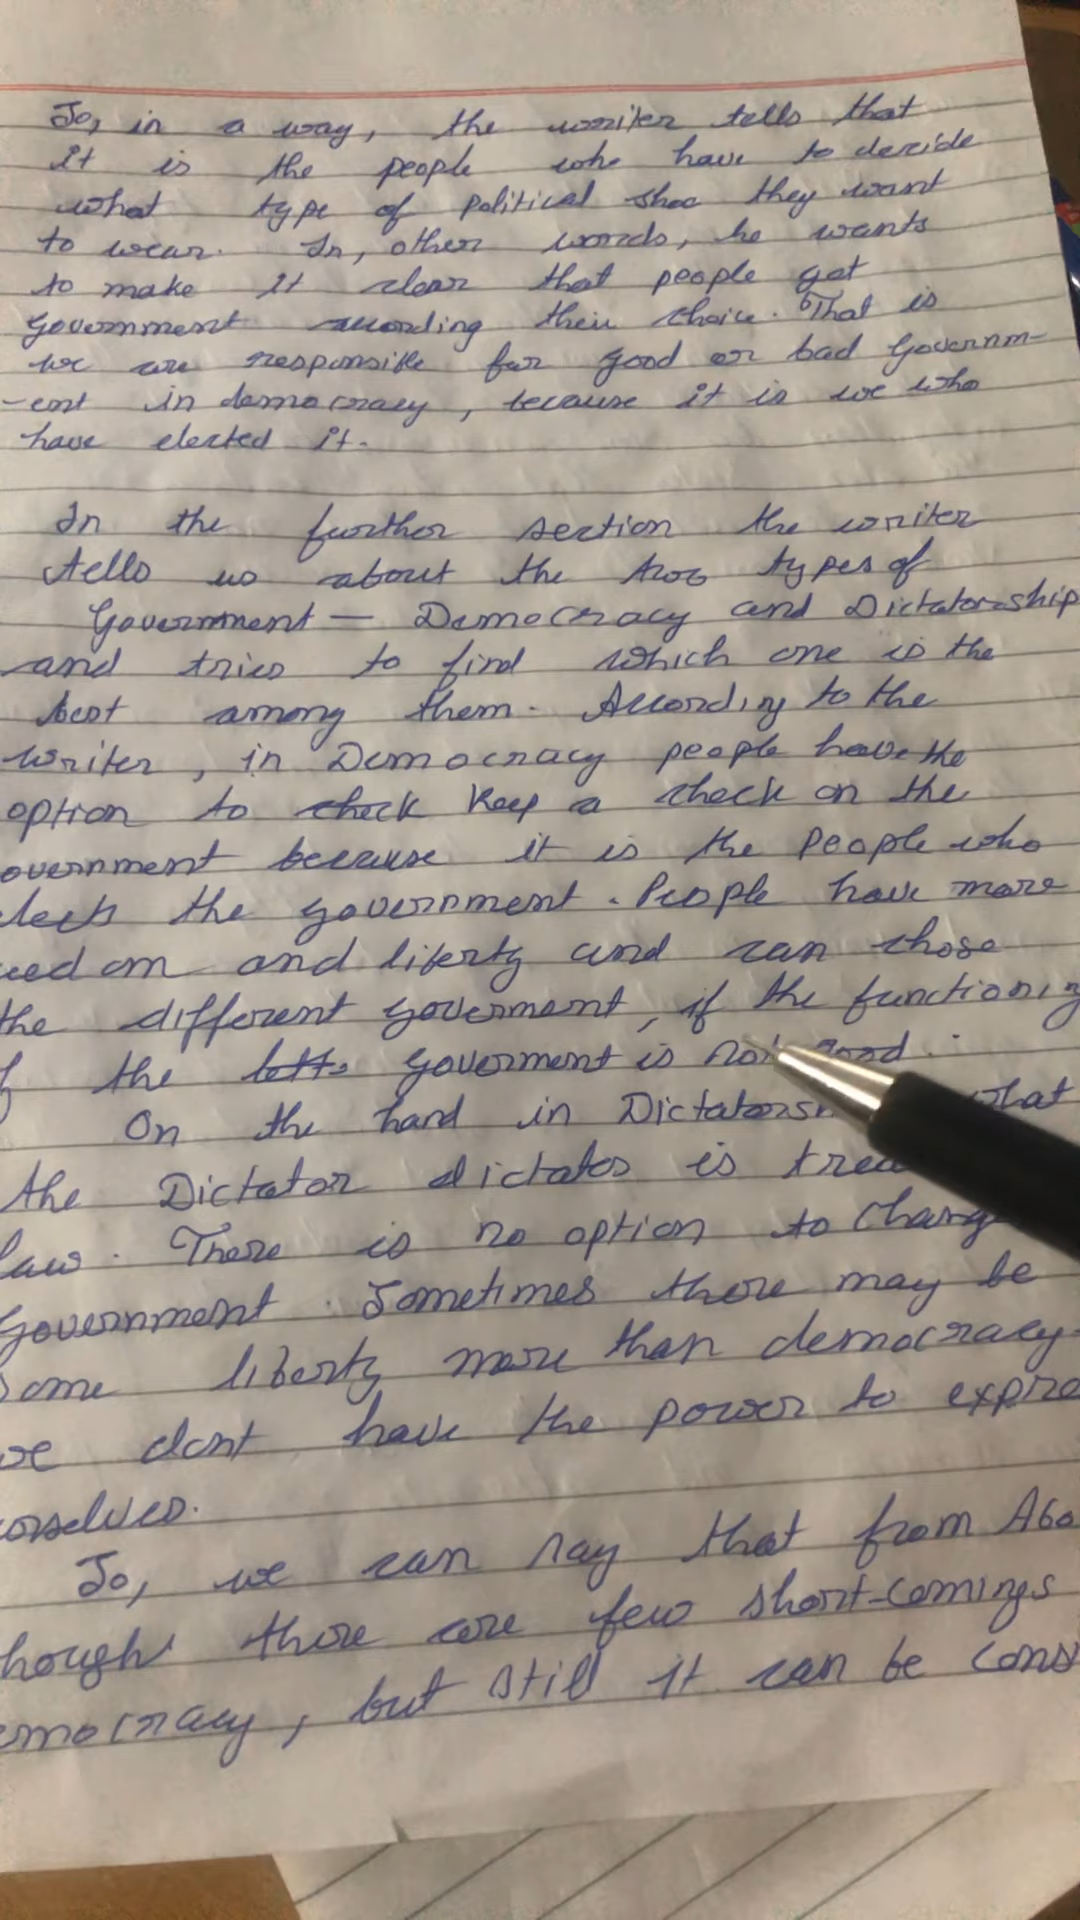 So, in a way, the writer tells that
it is the people who have to decide
what type of political shoe they want
to wear. In, other words, he wants
to make it clear that people get
Government according their choice. That is
we are responsible for good or bad Governm-
-ent in democracy, because it is we who
have elected it.
In the further section the writer
tells us about the two types of
Government — Democracy and Dictatorship
and tries to find which one is the
best among them. According to the
writer, in Democracy people have the
option to check keep a check on the
overnment because it is the people who
elects the government. People have more
eedom and liberty and can chose
the different goverment, if the functioning
the goverment is not good.
On the hand in Dictatorsh what
the Dictator dictates is trea
law. There is no option to chang
Government. Sometimes there may be
some liberty more than democracy
we dont have the power to expre
orselves.
So, we can say that from Abo
hough there are few short-comings
emocracy, but still it can be cons